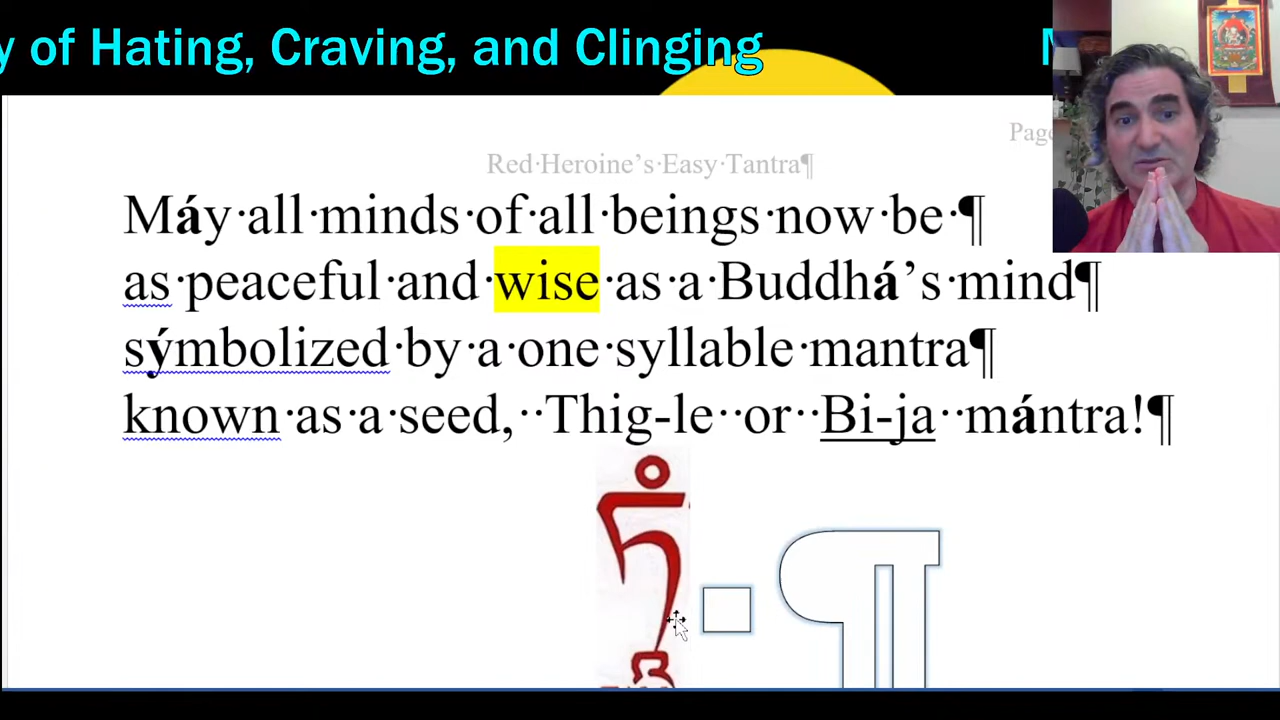 y of Hating, Craving, and Clinging
Page
Red·Heroine’s·Easy·Tantra¶
Máy·all·minds·of·all·beings·now·be·¶
as·peaceful·and·wise·as·a·Buddhá’s·mind¶
sýmbolized·by·a·one·syllable·mantra¶
known·as·a·seed,··Thig-le··or··Bi-ja··mántra!¶
·¶